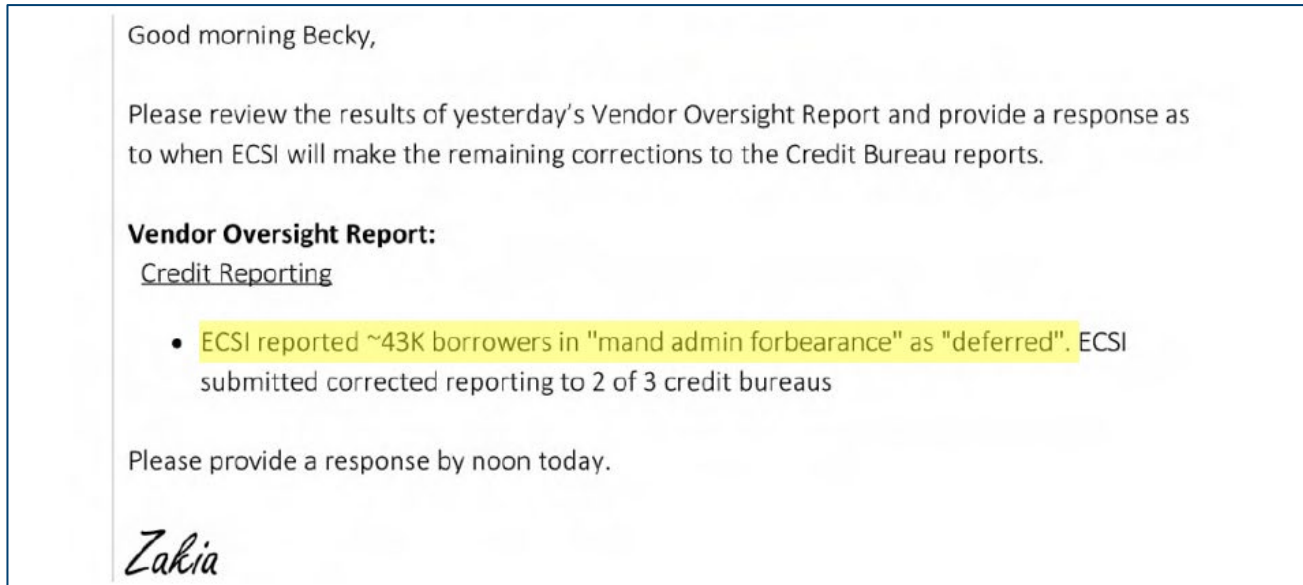 Good morning Becky,
Please review the results of yesterday's Vendor Oversight Report and provide a response as
to when ECSI will make the remaining corrections to the Credit Bureau reports.
Vendor Oversight Report:
Credit Reporting
• ECSI reported ~43K borrowers in "mand admin forbearance" as "deferred". ECSI
submitted corrected reporting to 2 of 3 credit bureaus
Please provide a response by noon today.
Zakia